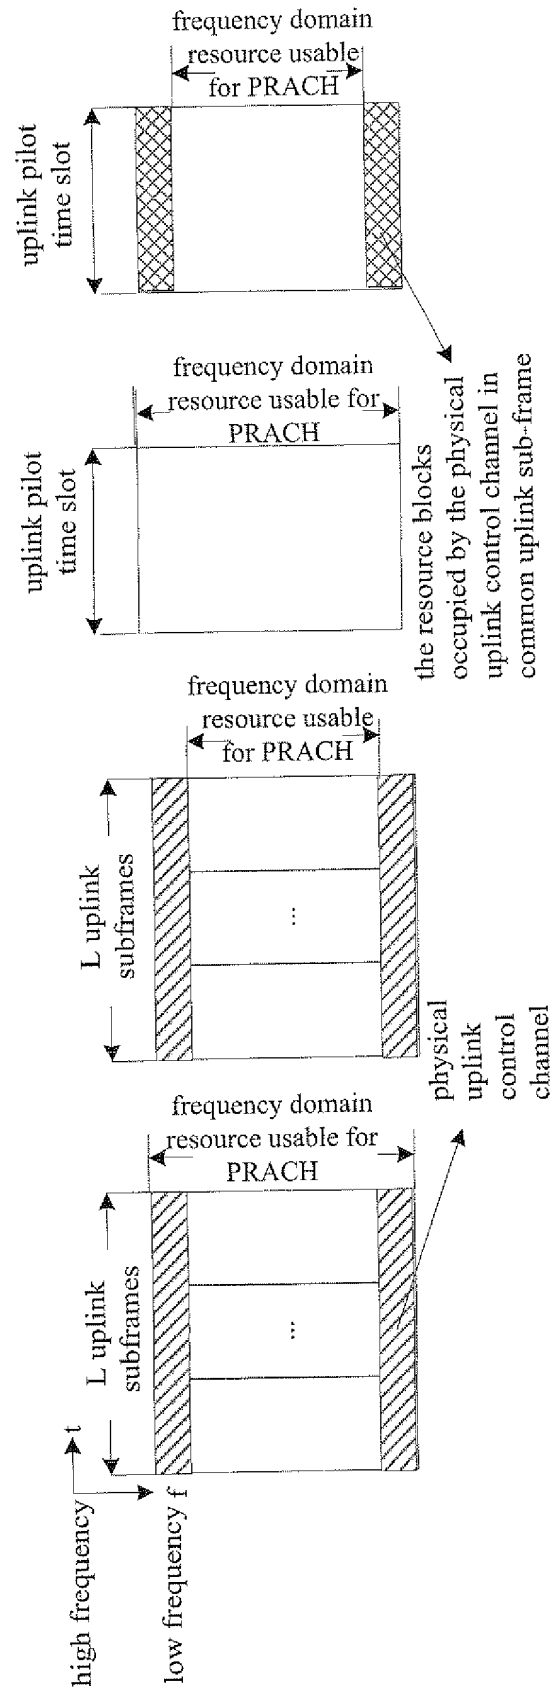 frequency domain
resource usable
for PRACH
uplink pilot
time slot
frequency domain
resource usable for
PRACH
uplink pilot
time slot
the resource blocks
occupied by the physical
uplink control channel in
common uplink sub-frame
frequency domain
resource usable
for PRACH
L uplink
subframes
...
physical
uplink
control
channel
frequency domain
resource usable for
PRACH
L uplink
subframes
...
t
high frequency
low frequency f